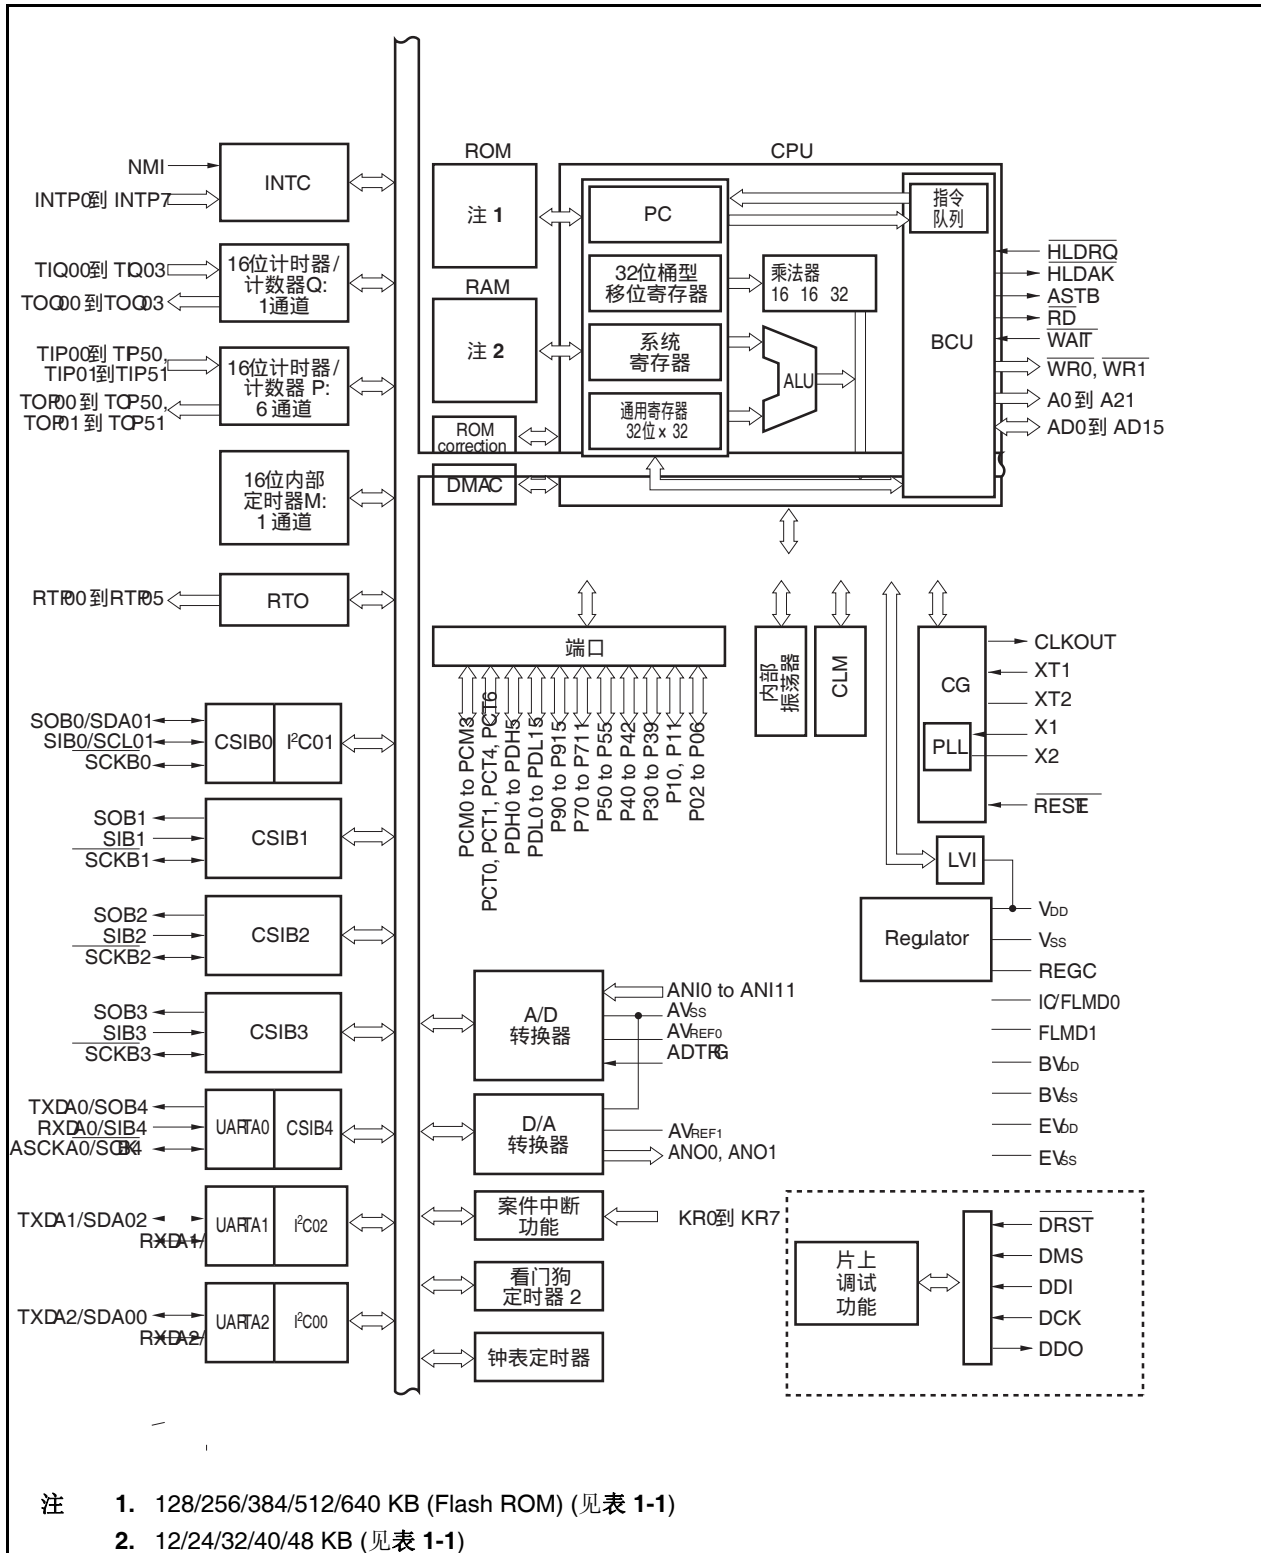 ROM
CPU
NMI
INTP0到 INTP7
INTC
注 1
PC
指令
队列
TIQ00到 TIQ03
TOQ00 到TOQ03
16位计时器/
计数器Q:
1通道
RAM
32位桶型
移位寄存器
乘法器
16 16 32
HLDRQ
HLDAK
ASTB
RD
WAIT
WR0, WR1
A0 到 A21
AD0到 AD15
BCU
TIP00到 TIP50,
TIP01到TIP51
TOP00 到 TOP50,
TOP01 到 TOP51
16位计时器/
计数器 P:
6 通道
注 2
系统
寄存器
ALU
通用寄存器
32位 × 32
ROM
correction
DMAC
16位内部
定时器M:
1 通道
RTP00 到RTP05
RTO
端口
内部
振荡器
CLM
CG
PLL
CLKOUT
XT1
XT2
X1
X2
PCM0 to PCM3
PCT0, PCT1, PCT4, PCT6
PDH0 to PDH5
PDL0 to PDL15
P90 to P915
P70 to P711
P50 to P55
P40 to P42
P30 to P39
P10, P11
P02 to P06
SOB0/SDA01
SIB0/SCL01
SCKB0
CSIB0
I²C01
SOB1
SIB1
SCKB1
CSIB1
LVI
Regulator
VDD
VSS
REGC
IC/FLMD0
FLMD1
BVDD
BVSS
EVDD
EVSS
SOB2
SIB2
SCKB2
CSIB2
SOB3
SIB3
SCKB3
CSIB3
A/D
转换器
ANI0 to ANI11
AVSS
AVREF0
ADTRG
TXDA0/SOB4
RXDA0/SIB4
UARTA0
CSIB4
D/A
转换器
AVREF1
ANO0, ANO1
TXDA1/SDA02
RXDA1/
UARTA1
I²C02
案件中断
功能
KR0到 KR7
TXDA2/SDA00
RXDA2/
UARTA2
I²C00
看门狗
定时器 2
钟表定时器
片上
调试
功能
DRST
DMS
DDI
DCK
DDO
注 1. 128/256/384/512/640 KB (Flash ROM) (见表 1-1)
2. 12/24/32/40/48 KB (见表 1-1)